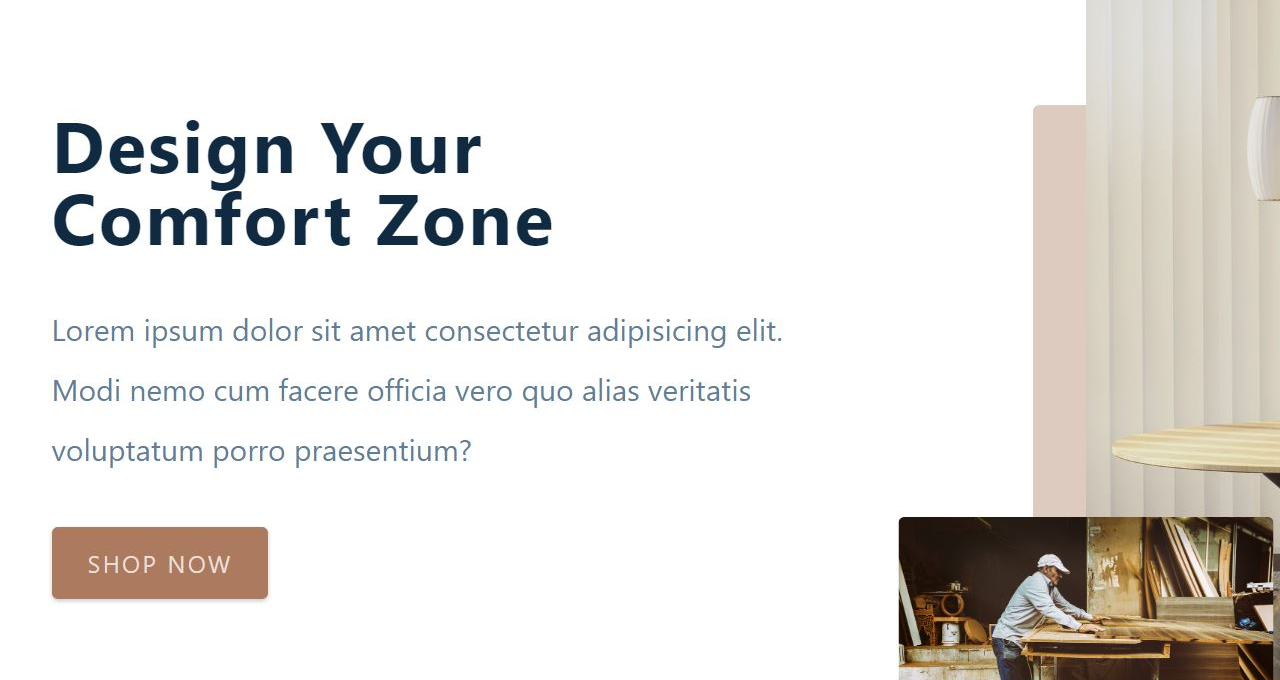 Design Your
Comfort Zone
Lorem ipsum dolor sit amet consectetur adipisicing elit.
Modi nemo cum facere officia vero quo alias veritatis
voluptatum porro praesentium?
SHOP NOW